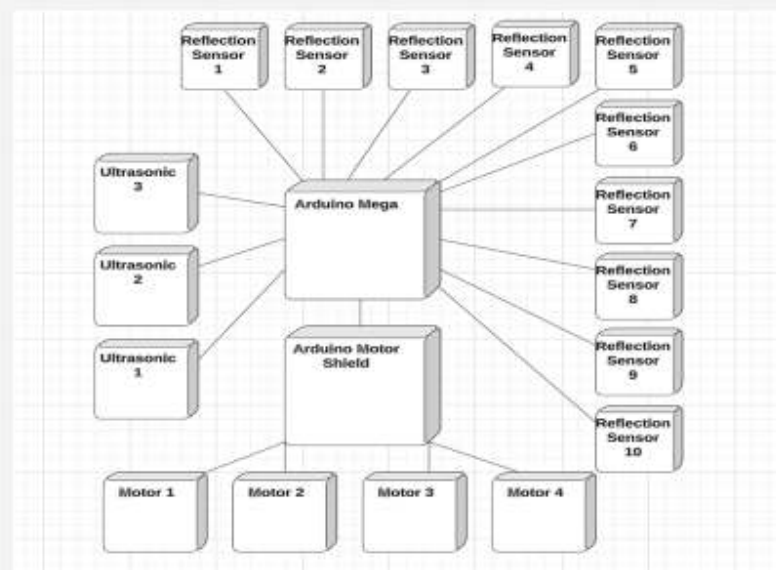 Reflection
Sensor
1
Reflection
Sensor
2
Reflection
Sensor
3
Reflection
Sensor
4
Reflection
Sensor
5
Reflection
Sensor
6
Ultrasonic
3
Arduino Mega
Reflection
Sensor
7
Ultrasonic
2
Reflection
Sensor
8
Ultrasonic
1
Arduino Motor
Shield
Reflection
Sensor
9
Reflection
Sensor
10
Motor 1
Motor 2
Motor 3
Motor 4